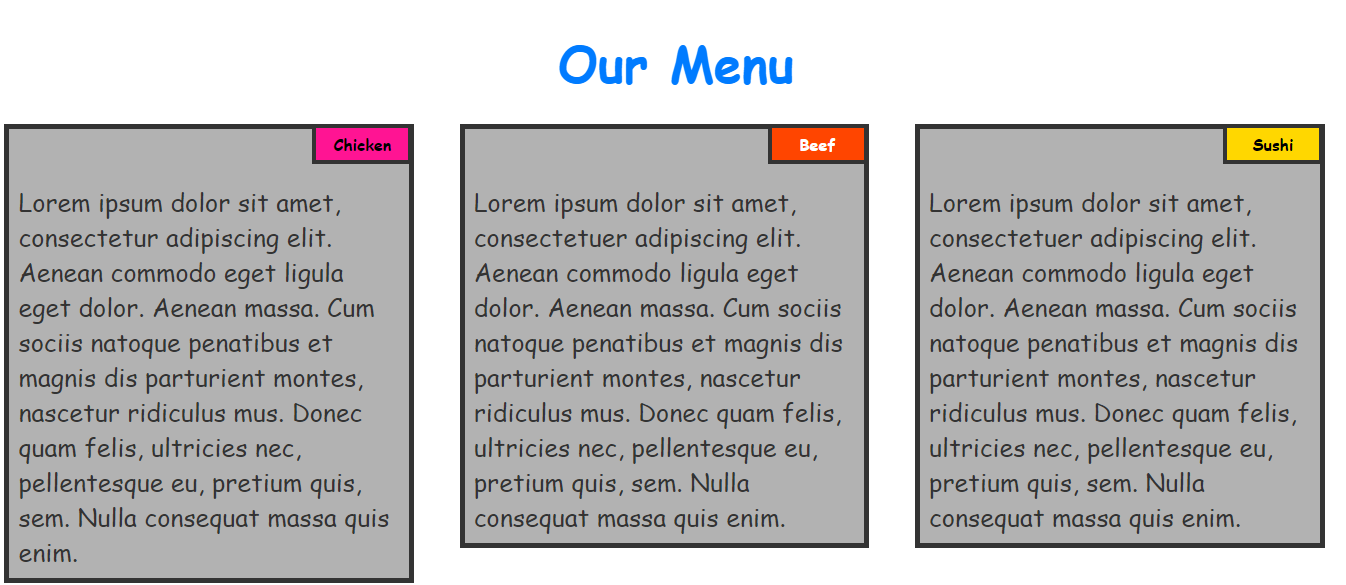 Our Menu
Chicken
Lorem ipsum dolor sit amet,
consectetur adipiscing elit.
Aenean commodo eget ligula
eget dolor. Aenean massa. Cum
sociis natoque penatibus et
magnis dis parturient montes,
nascetur ridiculus mus. Donec
quam felis, ultricies nec,
pellentesque eu, pretium quis,
sem. Nulla consequat massa quis
enim.
Beef
Lorem ipsum dolor sit amet,
consectetuer adipiscing elit.
Aenean commodo ligula eget
dolor. Aenean massa. Cum sociis
natoque penatibus et magnis dis
parturient montes, nascetur
ridiculus mus. Donec quam felis,
ultricies nec, pellentesque eu,
pretium quis, sem. Nulla
consequat massa quis enim.
Sushi
Lorem ipsum dolor sit amet,
consectetuer adipiscing elit.
Aenean commodo ligula eget
dolor. Aenean massa. Cum sociis
natoque penatibus et magnis dis
parturient montes, nascetur
ridiculus mus. Donec quam felis,
ultricies nec, pellentesque eu,
pretium quis, sem. Nulla
consequat massa quis enim.